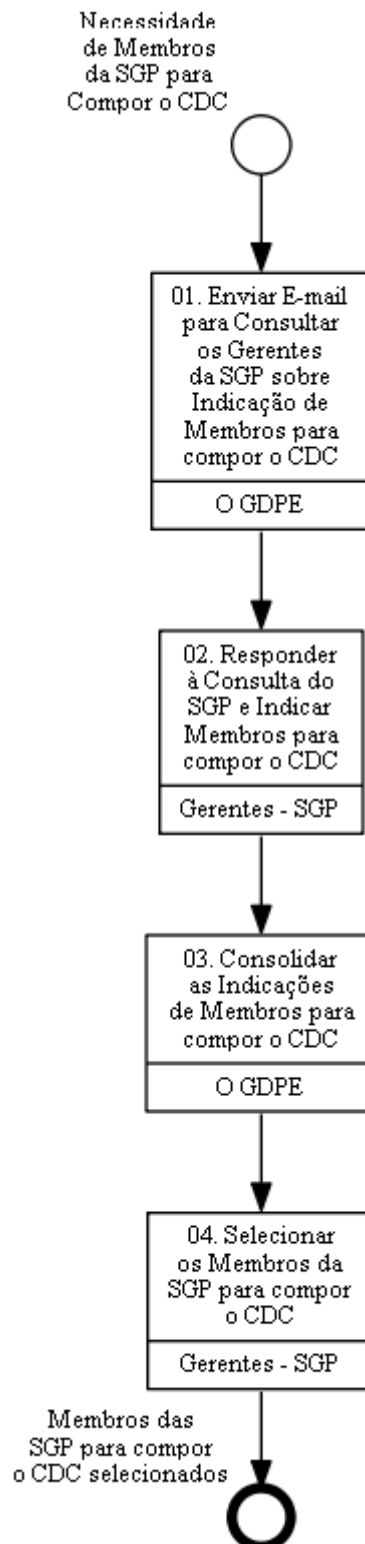 Necessidade
de Membros
da SGP para
Compor o CDC
01. Enviar E-mail
para Consultar
os Gerentes
da SGP sobre
Indicação de
Membros para
compor o CDC
O GDPE
02. Responder
à Consulta do
SGP e Indicar
Membros para
compor o CDC
Gerentes - SGP
03. Consolidar
as Indicações
de Membros para
compor o CDC
O GDPE
04. Selecionar
os Membros da
SGP para compor
o CDC
Gerentes - SGP
Membros das
SGP para compor
o CDC selecionados